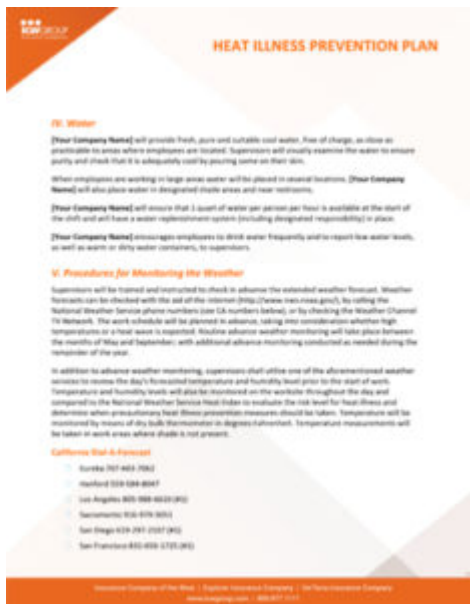 ICWGROUP
HEAT ILLNESS PREVENTION PLAN
IV. Water
[Your Company Name] will provide fresh, pure and suitable cool water, free of charge, as close as
practicable to areas where employees are located. Supervisors will visually examine the water to ensure
purity and check that it is adequately cool by pouring some on their skin.
When employees are working in large areas water will be placed in several locations. [Your Company
Name] will also place water in designated shade areas and near restrooms.
[Your Company Name] will ensure that 1 quart of water per person per hour is available at the start of
the shift and will have a water replenishment system (including designated responsibility) in place.
[Your Company Name] encourages employees to drink water frequently and to report low water levels,
as well as warm or dirty water containers, to supervisors.
V. Procedures for Monitoring the Weather
Supervisors will be trained and instructed to check in advance the extended weather forecast. Weather
forecasts can be checked with the aid of the internet (http://www.nws.noaa.gov/), by calling the
National Weather Service phone numbers (see CA numbers below), or by checking the Weather Channel
TV Network. The work schedule will be planned in advance, taking into consideration whether high
temperatures or a heat wave is expected. Routine advance weather monitoring will take place between
the months of May and September; with additional advance monitoring conducted as needed during the
remainder of the year.
In addition to advance weather monitoring, supervisors shall utilize one of the aforementioned weather
services to review the day's forecasted temperature and humidity level prior to the start of work.
Temperature and humidity levels will also be monitored on the worksite throughout the day and
compared to the National Weather Service Heat Index to evaluate the risk level for heat illness and
determine when precautionary heat illness prevention measures should be taken. Temperature will be
monitored by means of dry bulb thermometer in degrees Fahrenheit. Temperature measurements will
be taken in work areas where shade is not present.
California Dial-A-Forecast
Eureka 707-443-7062
Hanford 559-584-8047
Los Angeles 805-988-6610 (#1)
Sacramento 916-979-3051
San Diego 619-297-2107 (#1)
San Francisco 831-656-1725 (#1)
Insurance Company of the West | Explorer Insurance Company | VerTerra Insurance Company
www.icwgroup.com | 800.877.1111